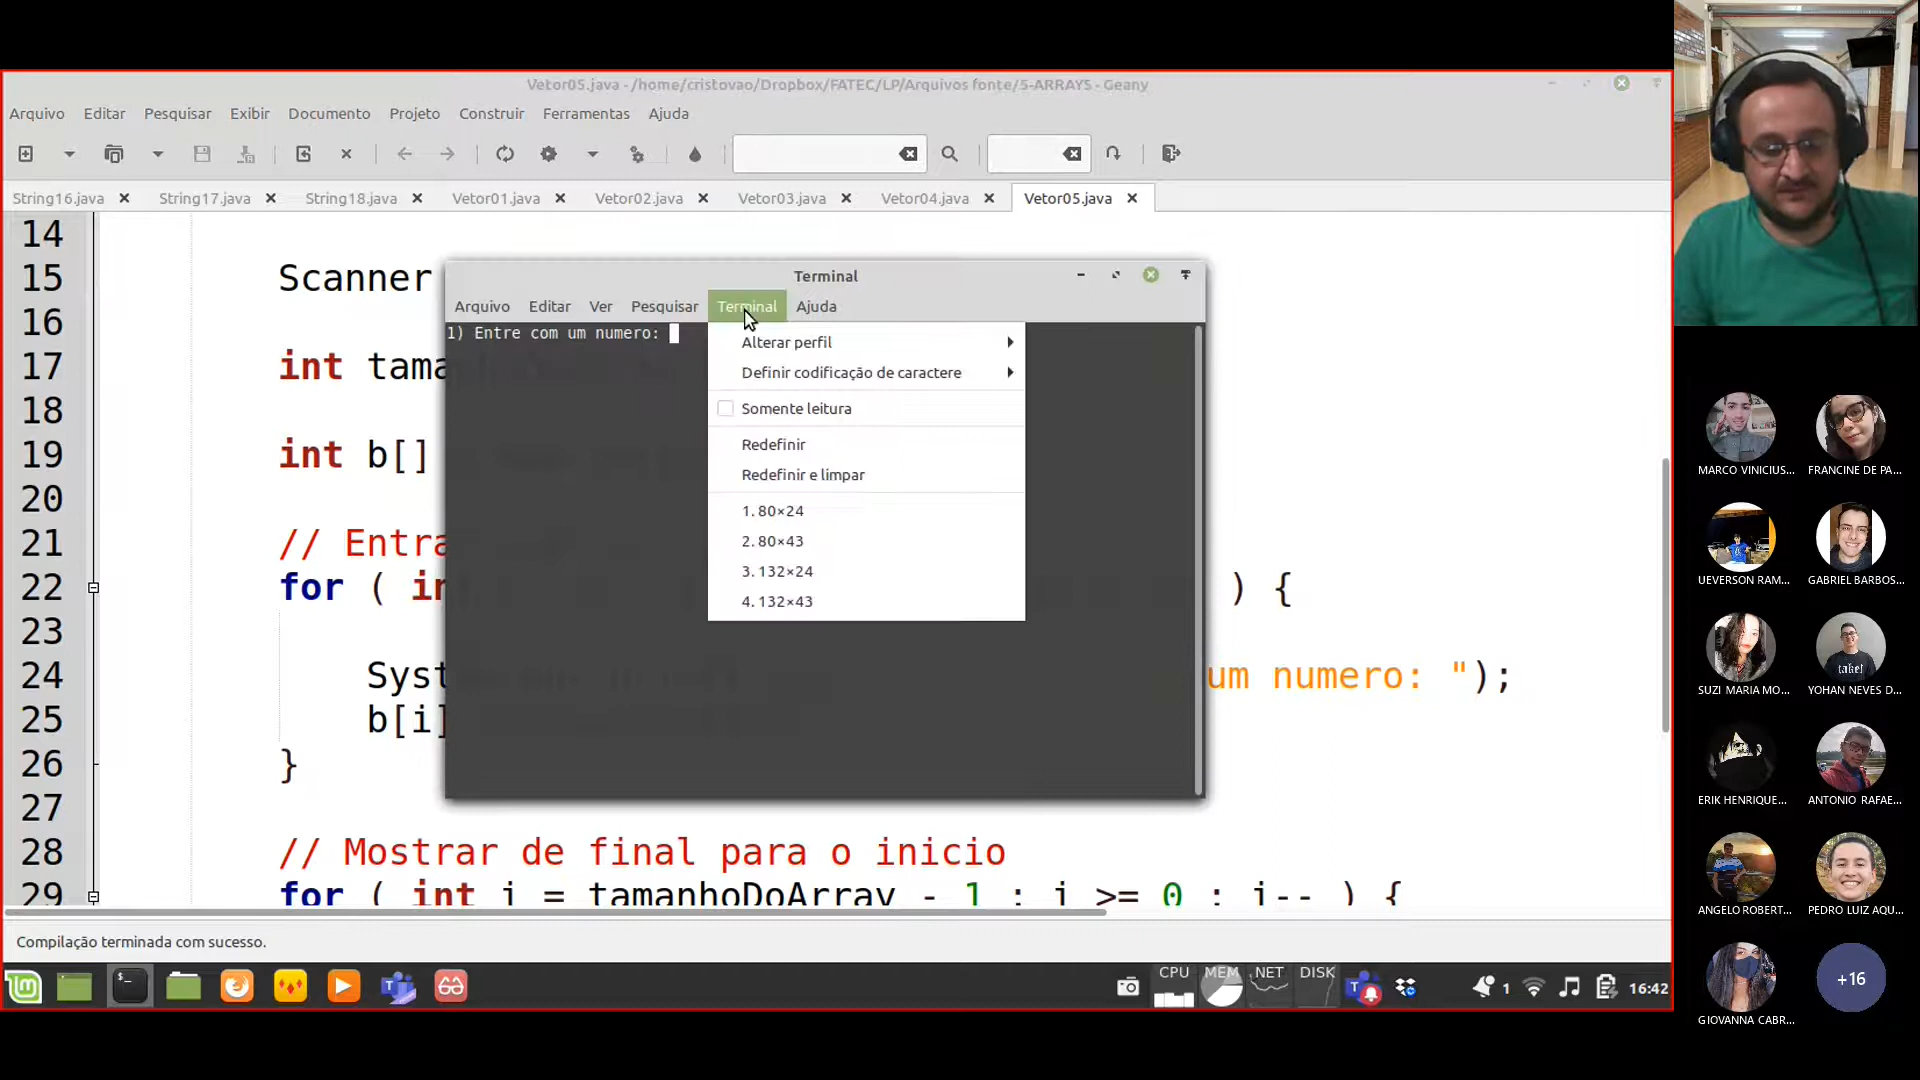 Vetor05.java - /home/cristovao/Dropbox/FATEC/LP/Arquivos fonte/5-ARRAYS - Geany
Arquivo Editar Pesquisar Exibir Documento Projeto Construir Ferramentas Ajuda
String16.java String17.java String18.java Vetor01.java Vetor02.java Vetor03.java Vetor04.java Vetor05.java
14
15 Scanner
16
17 int tama
18
19 int b[]
20
21 // Entra
22 for ( in ) {
23
24 Syst um numero: ");
25 b[i]
26 }
27
28 // Mostrar de final para o inicio
29 for ( int i = tamanhoDoArray - 1 ; i >= 0 ; i-- ) {
Terminal
Arquivo Editar Ver Pesquisar Terminal Ajuda
1) Entre com um numero:
Alterar perfil
Definir codificação de caractere
Somente leitura
Redefinir
Redefinir e limpar
1. 80×24
2. 80×43
3. 132×24
4. 132×43
Compilação terminada com sucesso.
CPU MEM NET DISK
1 16:42
MARCO VINICIUS... FRANCINE DE PA...
UEVERSON RAM... GABRIEL BARBOS...
SUZI MARIA MO... YOHAN NEVES D...
ERIK HENRIQUE... ANTONIO RAFAE...
ANGELO ROBERT... PEDRO LUIZ AQU...
GIOVANNA CABR... +16